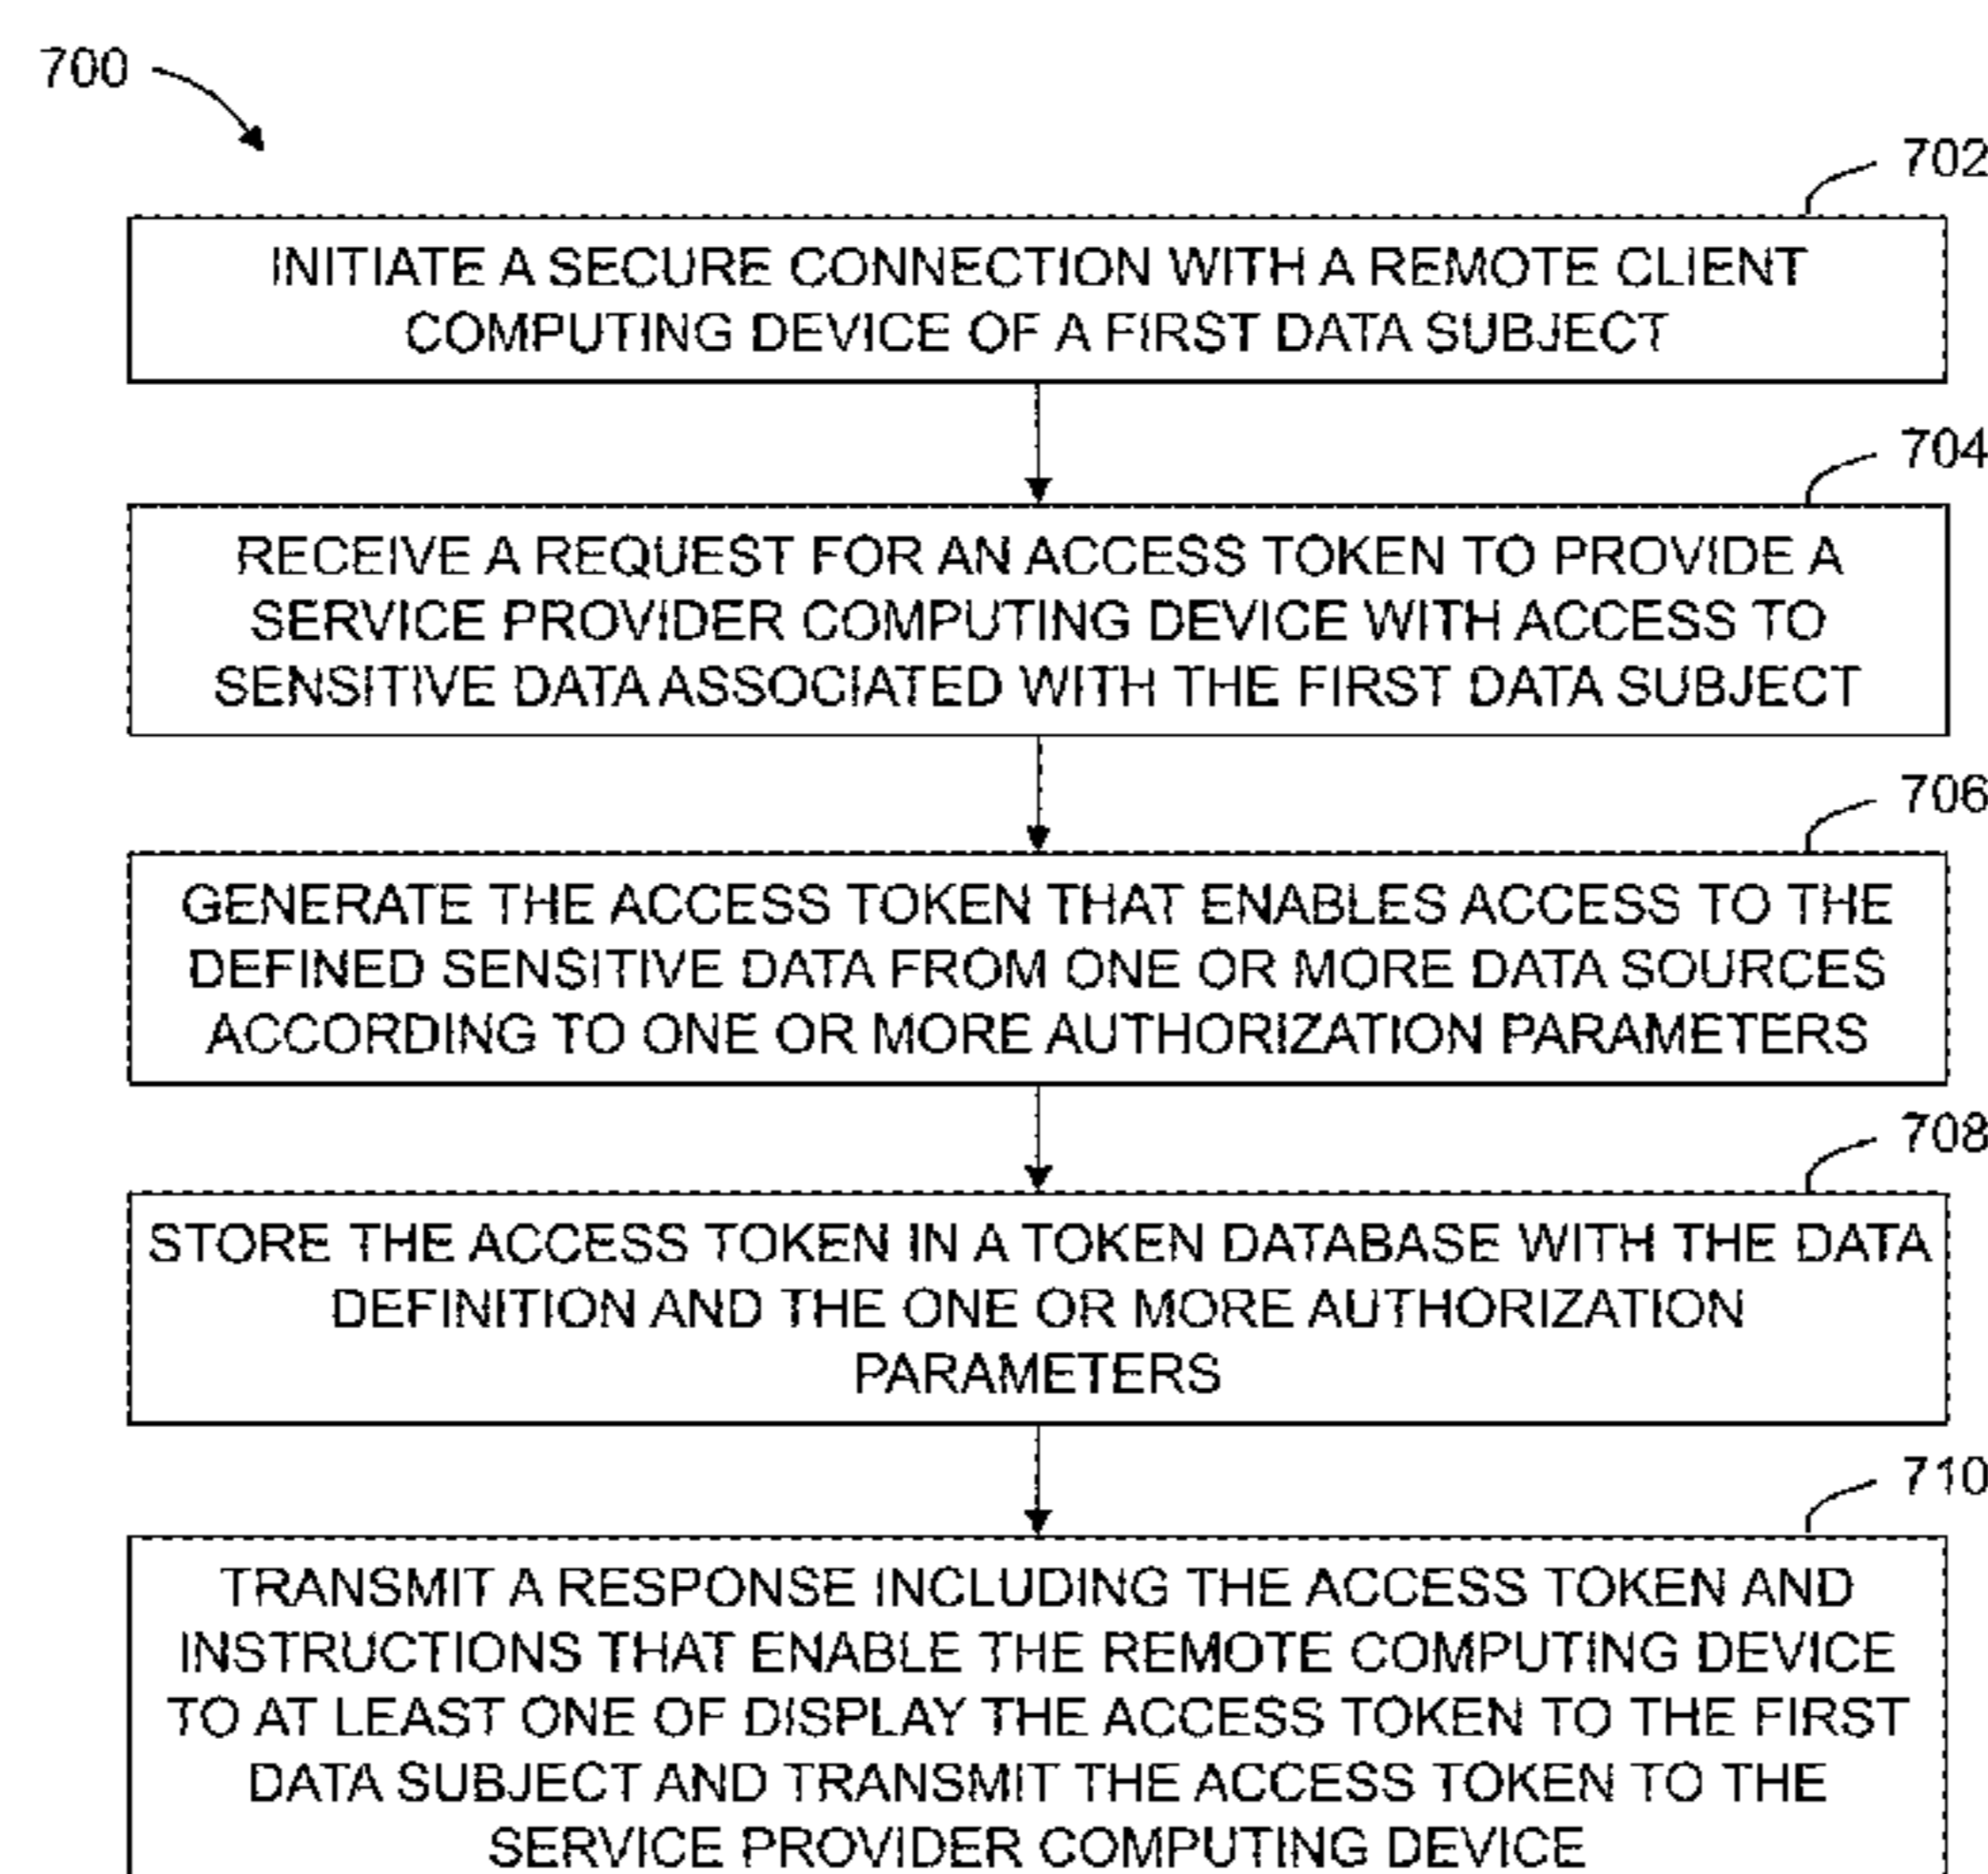 700
702
INITIATE A SECURE CONNECTION WITH A REMOTE CLIENT
COMPUTING DEVICE OF A FIRST DATA SUBJECT
704
RECEIVE A REQUEST FOR AN ACCESS TOKEN TO PROVIDE A
SERVICE PROVIDER COMPUTING DEVICE WITH ACCESS TO
SENSITIVE DATA ASSOCIATED WITH THE FIRST DATA SUBJECT
706
GENERATE THE ACCESS TOKEN THAT ENABLES ACCESS TO THE
DEFINED SENSITIVE DATA FROM ONE OR MORE DATA SOURCES
ACCORDING TO ONE OR MORE AUTHORIZATION PARAMETERS
708
STORE THE ACCESS TOKEN IN A TOKEN DATABASE WITH THE DATA
DEFINITION AND THE ONE OR MORE AUTHORIZATION
PARAMETERS
710
TRANSMIT A RESPONSE INCLUDING THE ACCESS TOKEN AND
INSTRUCTIONS THAT ENABLE THE REMOTE COMPUTING DEVICE
TO AT LEAST ONE OF DISPLAY THE ACCESS TOKEN TO THE FIRST
DATA SUBJECT AND TRANSMIT THE ACCESS TOKEN TO THE
SERVICE PROVIDER COMPUTING DEVICE